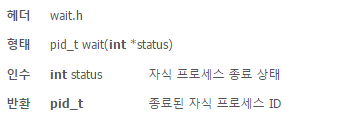 헤더 wait.h
형태 pid_t wait(int *status)
인수 int status 자식 프로세스 종료 상태
반환 pid_t 종료된 자식 프로세스 ID